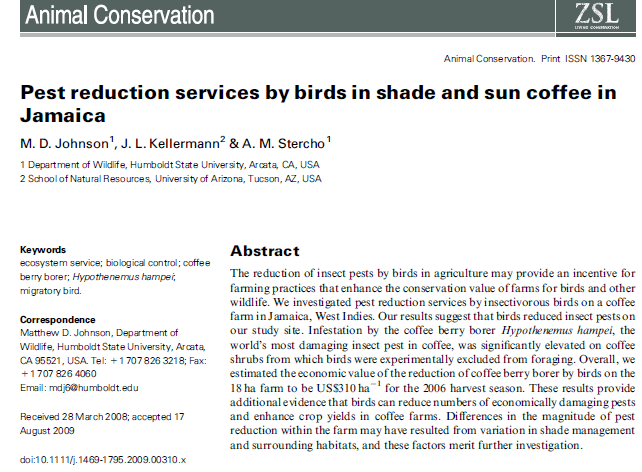 Animal Conservation
ZSL
LIVING CONSERVATION
Animal Conservation. Print ISSN 1367-9430
Pest reduction services by birds in shade and sun coffee in
Jamaica
M. D. Johnson1, J. L. Kellermann2 & A. M. Stercho1
1 Department of Wildlife, Humboldt State University, Arcata, CA, USA
2 School of Natural Resources, University of Arizona, Tucson, AZ, USA
Keywords
ecosystem service; biological control; coffee
berry borer; Hypothenemus hampei;
migratory bird.
Correspondence
Matthew D. Johnson, Department of
Wildlife, Humboldt State University, Arcata,
CA 95521, USA. Tel: +1 707 826 3218; Fax:
+1 707 826 4060
Email: mdj6@humboldt.edu
Received 28 March 2008; accepted 17
August 2009
doi:10.1111/j.1469-1795.2009.00310.x
Abstract
The reduction of insect pests by birds in agriculture may provide an incentive for
farming practices that enhance the conservation value of farms for birds and other
wildlife. We investigated pest reduction services by insectivorous birds on a coffee
farm in Jamaica, West Indies. Our results suggest that birds reduced insect pests on
our study site. Infestation by the coffee berry borer Hypothenemus hampei, the
world's most damaging insect pest in coffee, was significantly elevated on coffee
shrubs from which birds were experimentally excluded from foraging. Overall, we
estimated the economic value of the reduction of coffee berry borer by birds on the
18 ha farm to be US$310 ha−1 for the 2006 harvest season. These results provide
additional evidence that birds can reduce numbers of economically damaging pests
and enhance crop yields in coffee farms. Differences in the magnitude of pest
reduction within the farm may have resulted from variation in shade management
and surrounding habitats, and these factors merit further investigation.